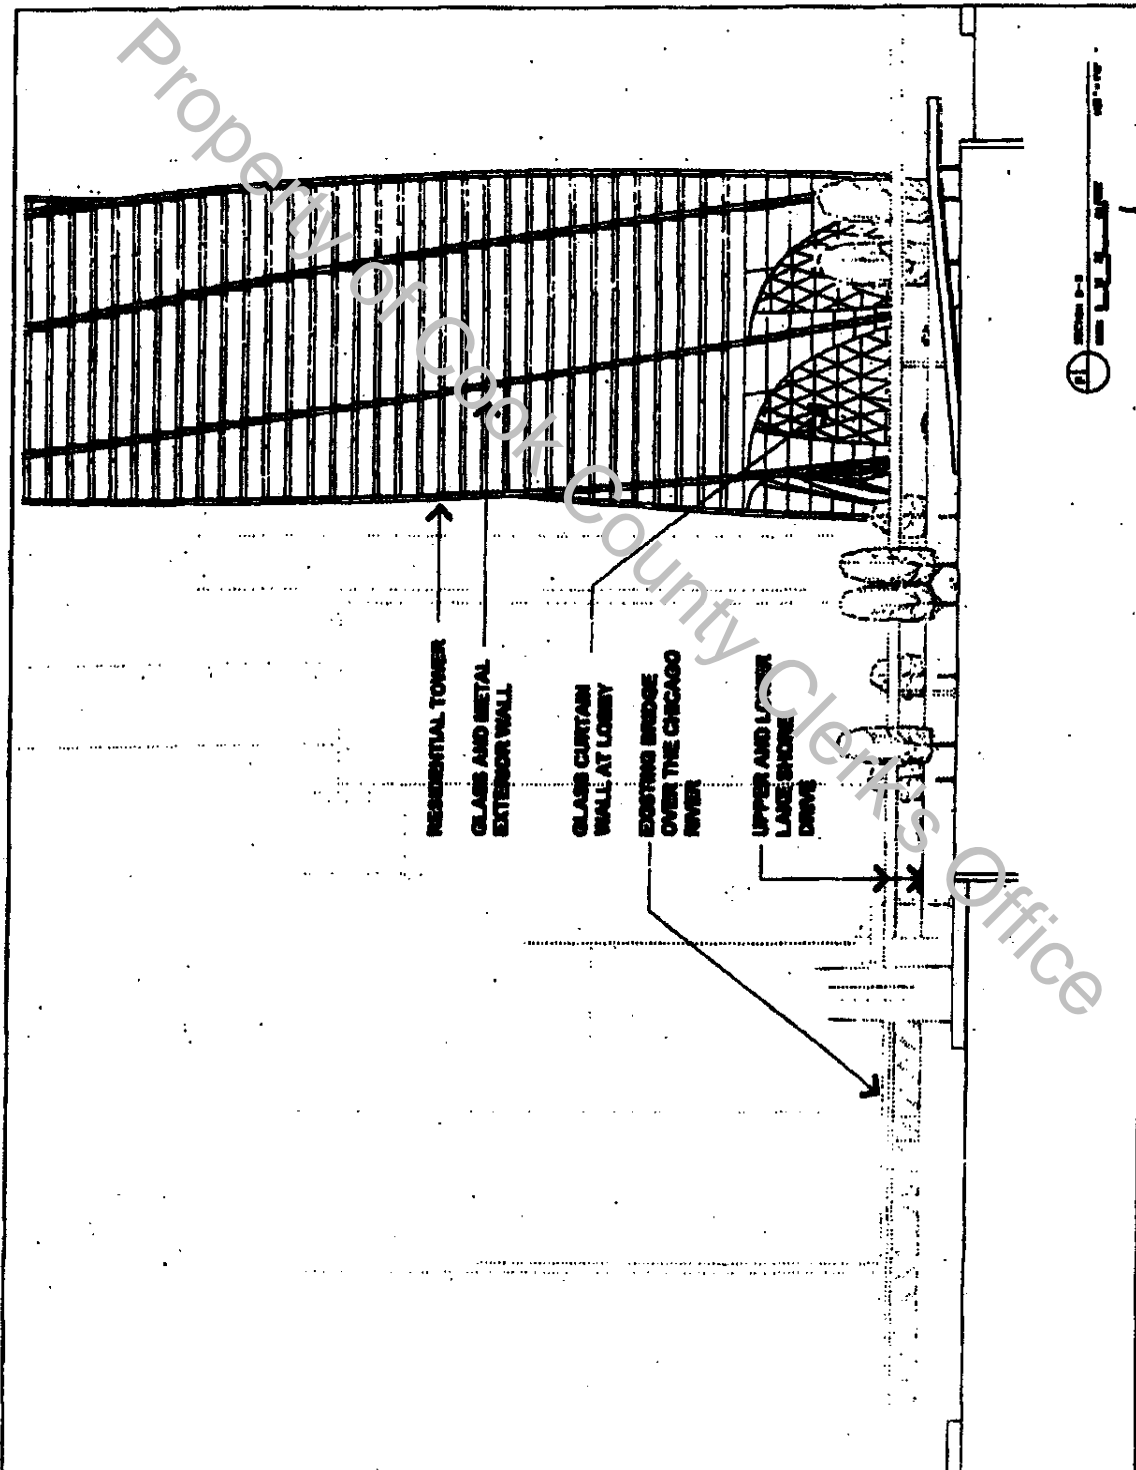 Property of Cook County Clerk's Office
RESIDENTIAL TOWER
GLASS AND METAL
EXTERIOR WALL
GLASS CURTAIN
WALL AT LOBBY
EXISTING BRIDGE
OVER THE CHICAGO
RIVER
UPPER AND LOWER
LAKE SHORE
DRIVE